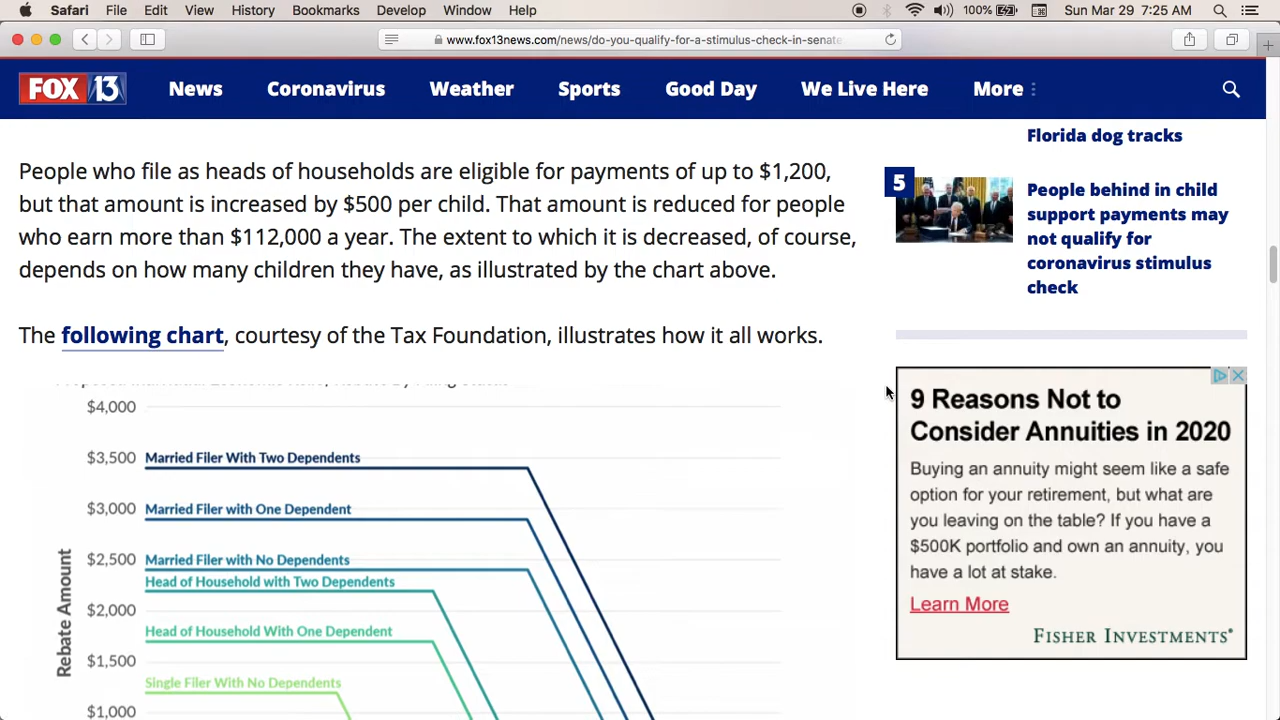 Safari File Edit View History Bookmarks Develop Window Help 100% Sun Mar 29 7:25 AM
www.fox13news.com/news/do-you-qualify-for-a-stimulus-check-in-senate
FOX 13 News Coronavirus Weather Sports Good Day We Live Here More
People who file as heads of households are eligible for payments of up to $1,200,
but that amount is increased by $500 per child. That amount is reduced for people
who earn more than $112,000 a year. The extent to which it is decreased, of course,
depends on how many children they have, as illustrated by the chart above.
The following chart, courtesy of the Tax Foundation, illustrates how it all works.
$4,000
$3,500 Married Filer With Two Dependents
$3,000 Married Filer with One Dependent
$2,500 Married Filer with No Dependents
Head of Household with Two Dependents
$2,000
Head of Household With One Dependent
$1,500
Single Filer With No Dependents
$1,000
Rebate Amount
Florida dog tracks
5
People behind in child
support payments may
not qualify for
coronavirus stimulus
check
9 Reasons Not to
Consider Annuities in 2020
Buying an annuity might seem like a safe
option for your retirement, but what are
you leaving on the table? If you have a
$500K portfolio and own an annuity, you
have a lot at stake.
Learn More
FISHER INVESTMENTS®